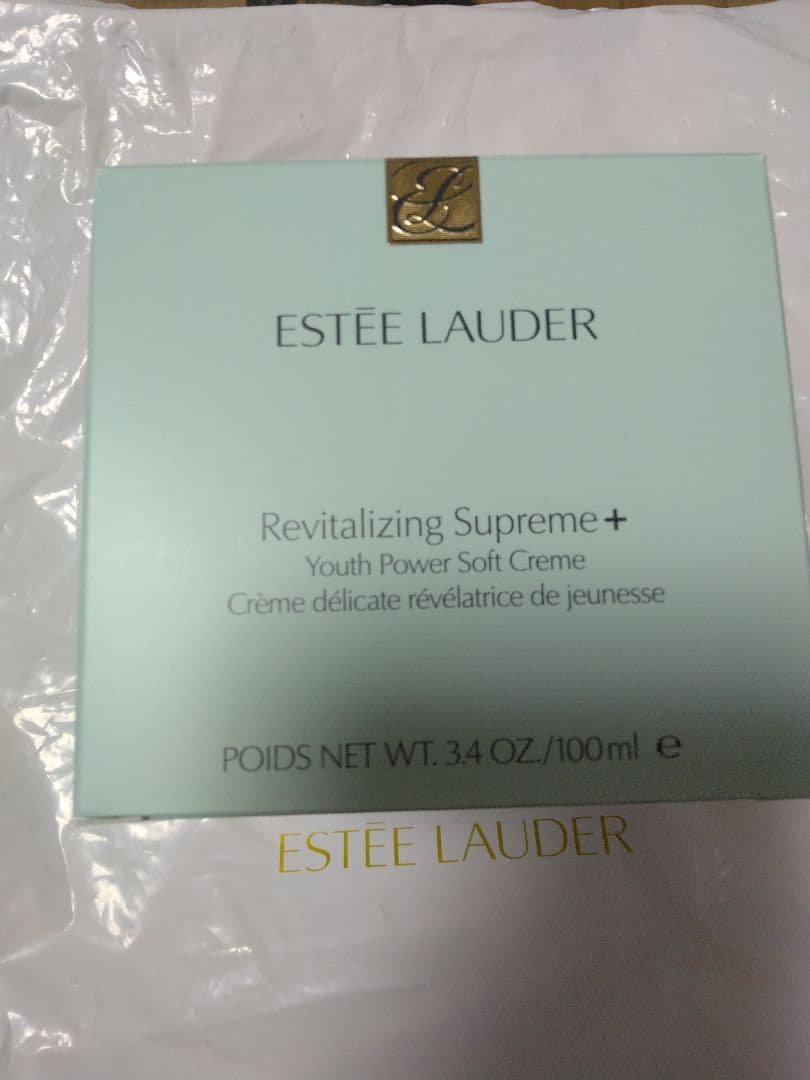 EL
ESTĒE LAUDER
Revitalizing Supreme+
Youth Power Soft Creme
Crème délicate révélatrice de jeunesse
POIDS NET WT. 3.4 OZ./100ml e
ESTĒE LAUDER